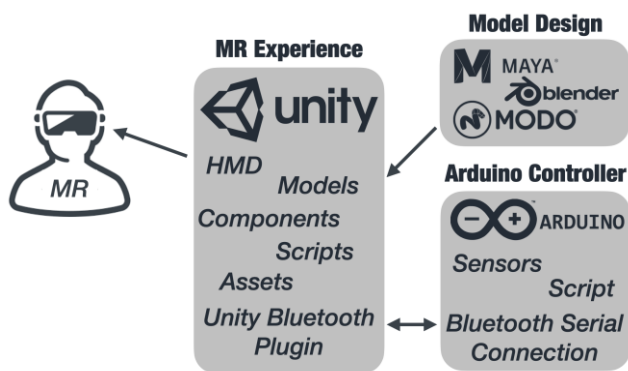 MR Experience
unity
HMD
Models
Components
Scripts
Assets
Unity Bluetooth
Plugin
MR
Model Design
MAYA®
blender
MODO®
Arduino Controller
ARDUINO™
Sensors
Script
Bluetooth Serial
Connection